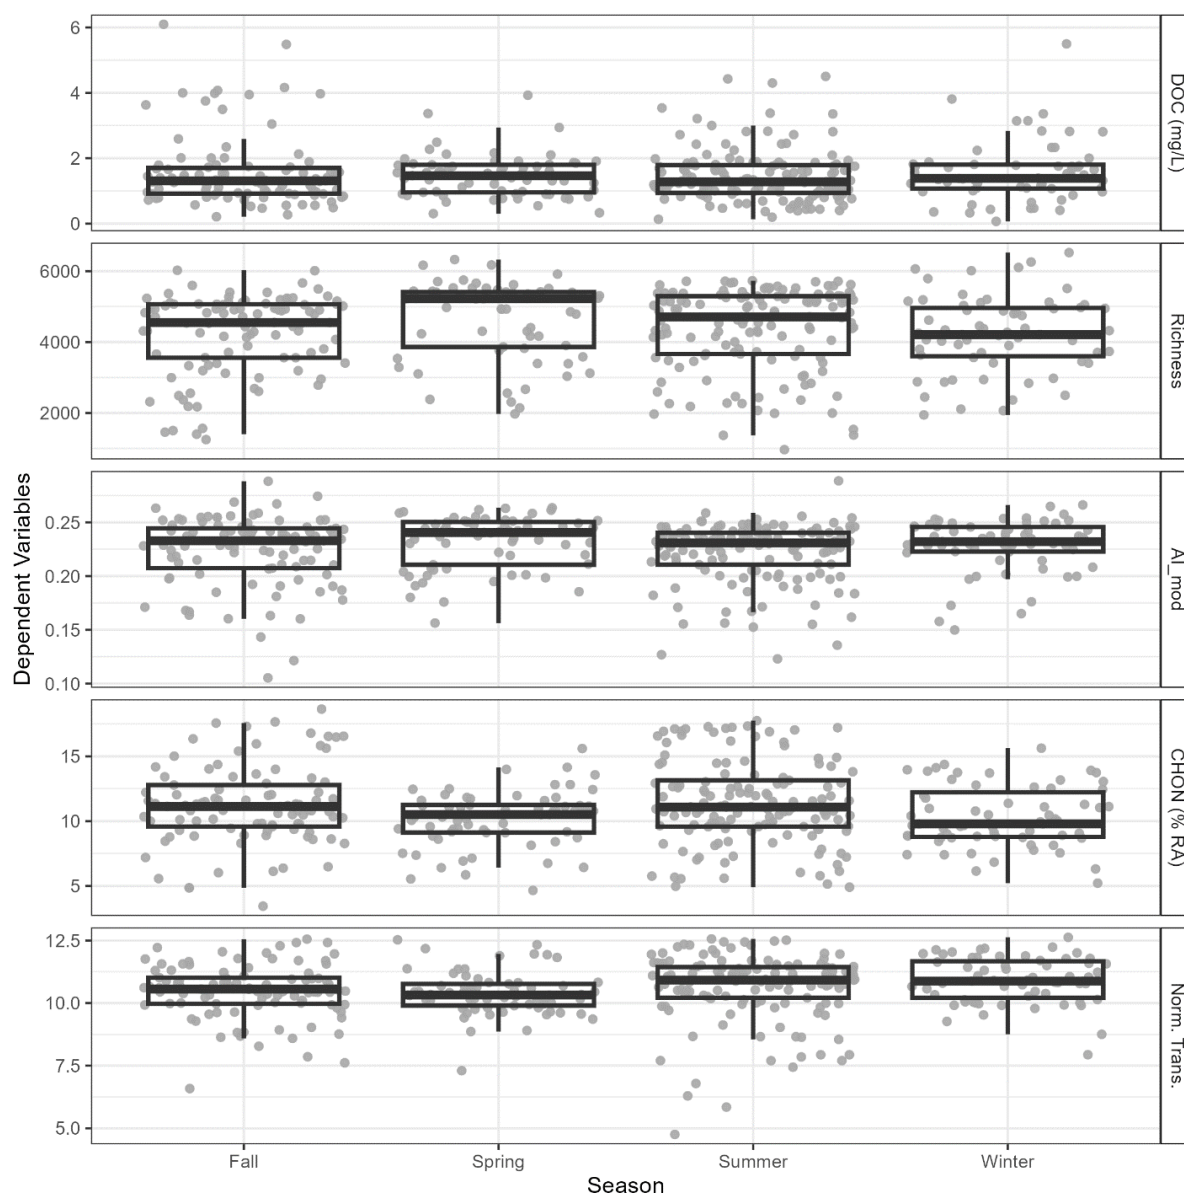 6
4
2
0
DOC (mg/L)
6000
4000
2000
Richness
0.25
0.20
0.15
0.10
AI_mod
15
10
5
CHON (% RA)
12.5
10.0
7.5
5.0
Norm. Trans.
Dependent Variables
Fall Spring Summer Winter
Season